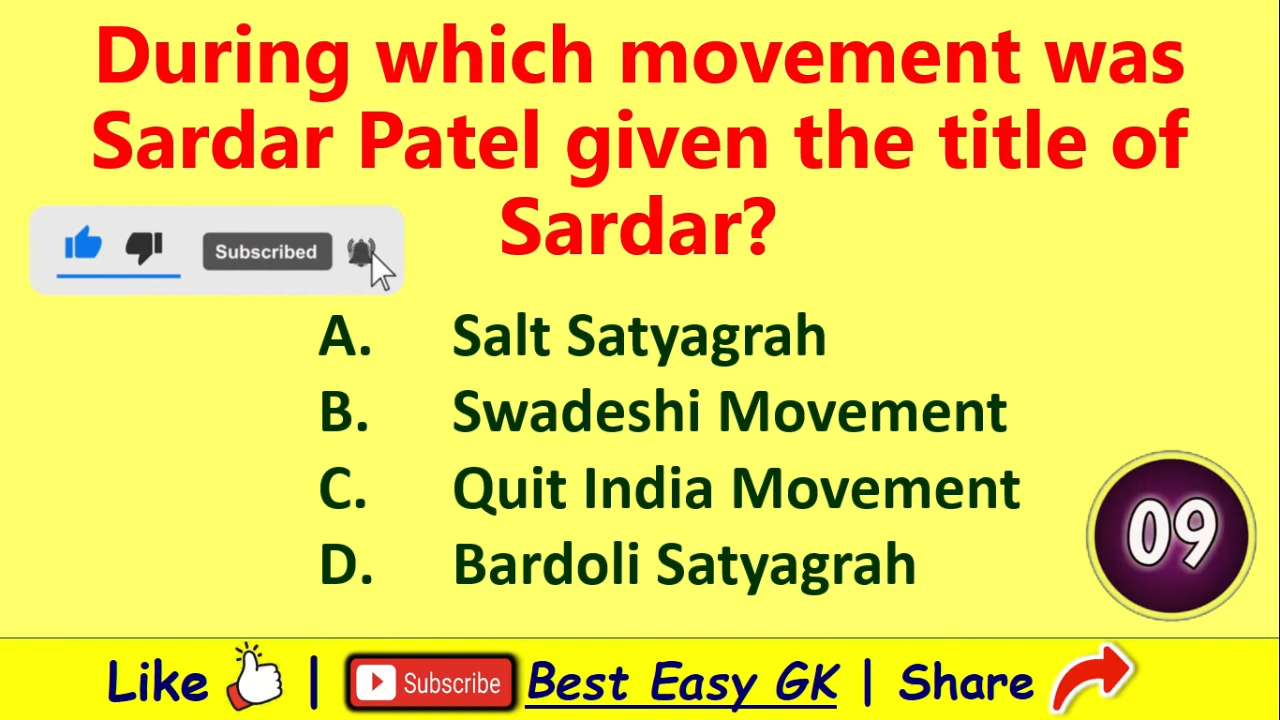 During which movement was
Sardar Patel given the title of
Sardar?
Subscribed
A. Salt Satyagrah
B. Swadeshi Movement
C. Quit India Movement
D. Bardoli Satyagrah
09
Like | Subscribe Best Easy GK | Share